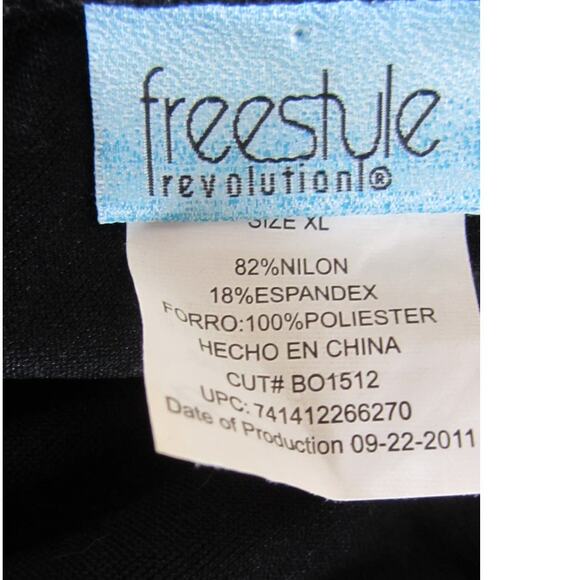 freestyle
revolution®
SIZE XL
82%NILON
18%ESPANDEX
FORRO:100%POLIESTER
HECHO EN CHINA
CUT# BO1512
UPC: 741412266270
Date of Production 09-22-2011